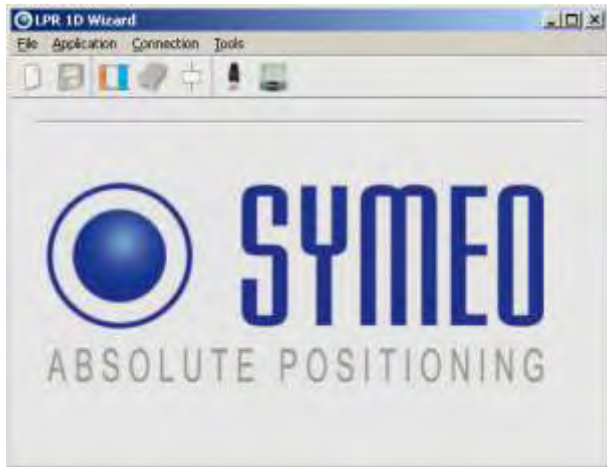 LPR 1D Wizard
File Application Connection Tools
SYMEO
ABSOLUTE POSITIONING